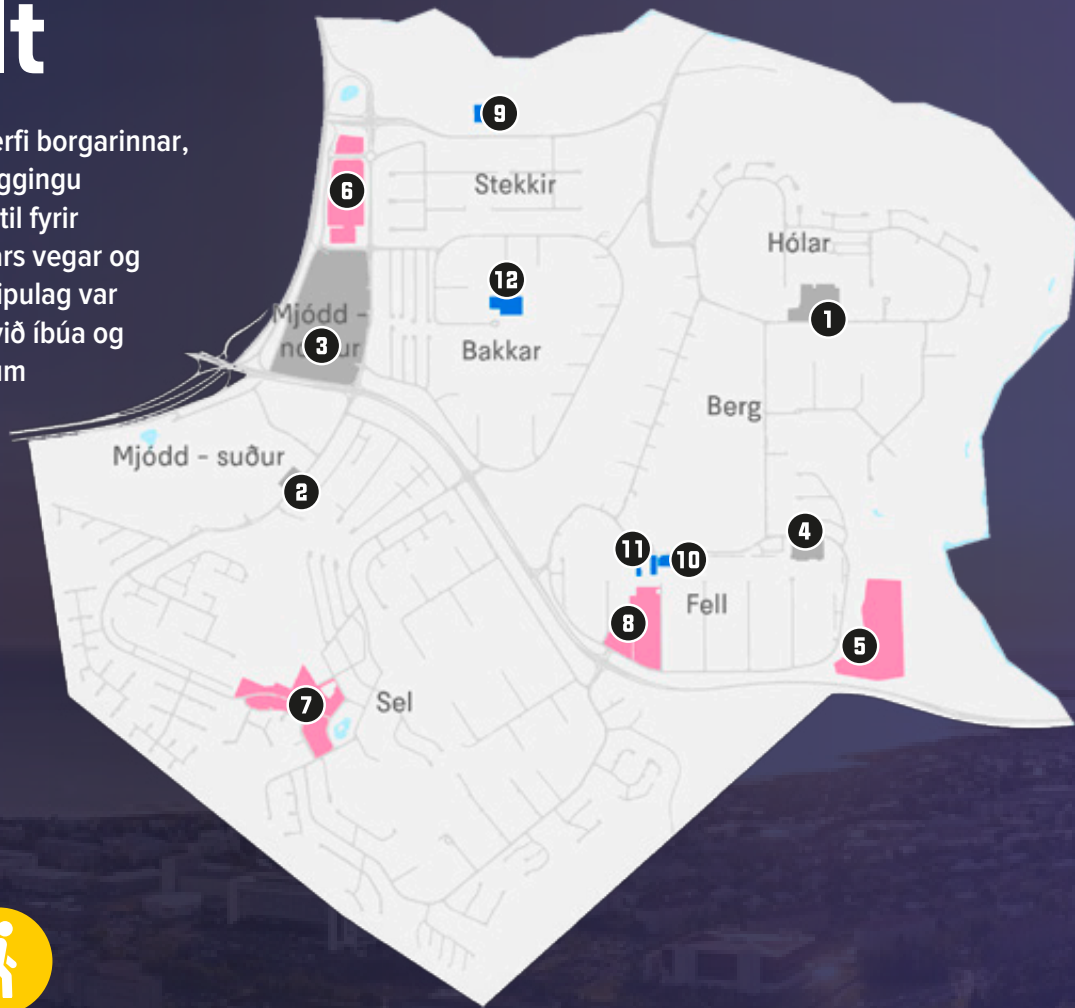 lt
erfi borgarinnar,
ggingu
til fyrir
ars vegar og
ipulag var
við íbúa og
um
9
6
Stekkir
Hólar
12
1
Mjódd -
3
Bakkar
Berg
Mjódd - suður
2
4
11
10
Fell
8
5
7
Sel